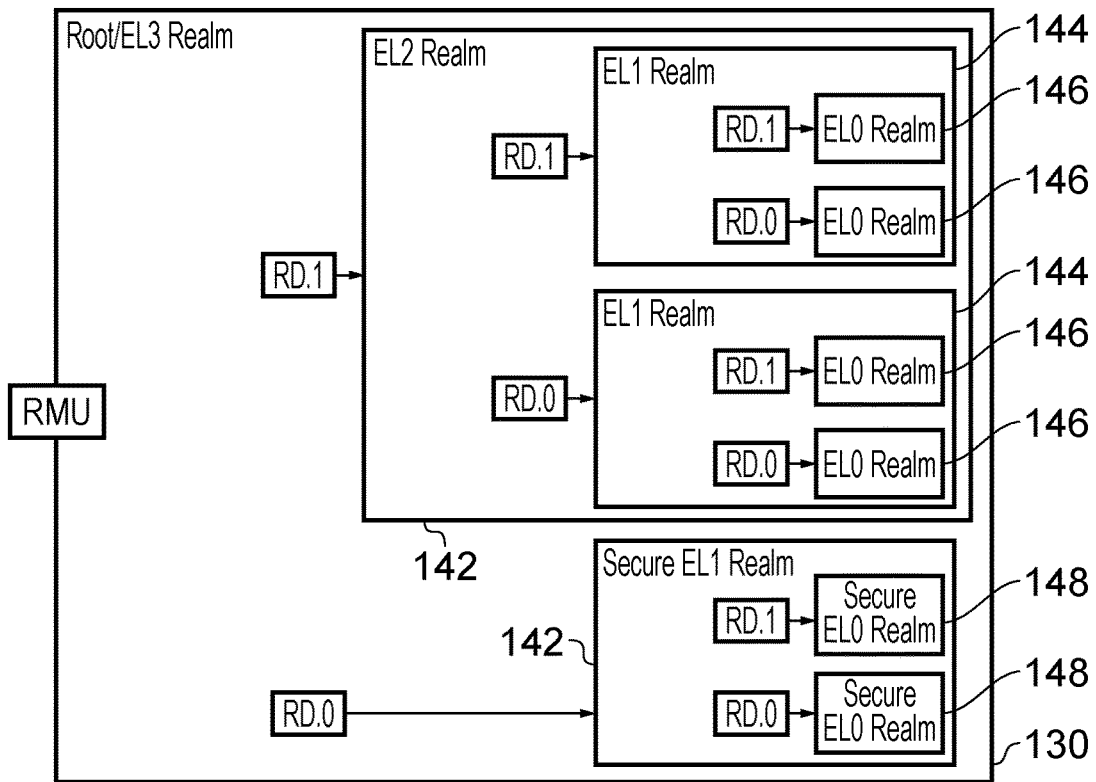 Root/EL3 Realm
EL2 Realm
EL1 Realm
144
RD.1
EL0 Realm
146
RD.1
RD.0
EL0 Realm
146
RD.1
EL1 Realm
144
RD.1
EL0 Realm
146
RD.0
RMU
RD.0
EL0 Realm
146
142
Secure EL1 Realm
RD.1
Secure
EL0 Realm
148
142
RD.0
RD.0
Secure
EL0 Realm
148
130